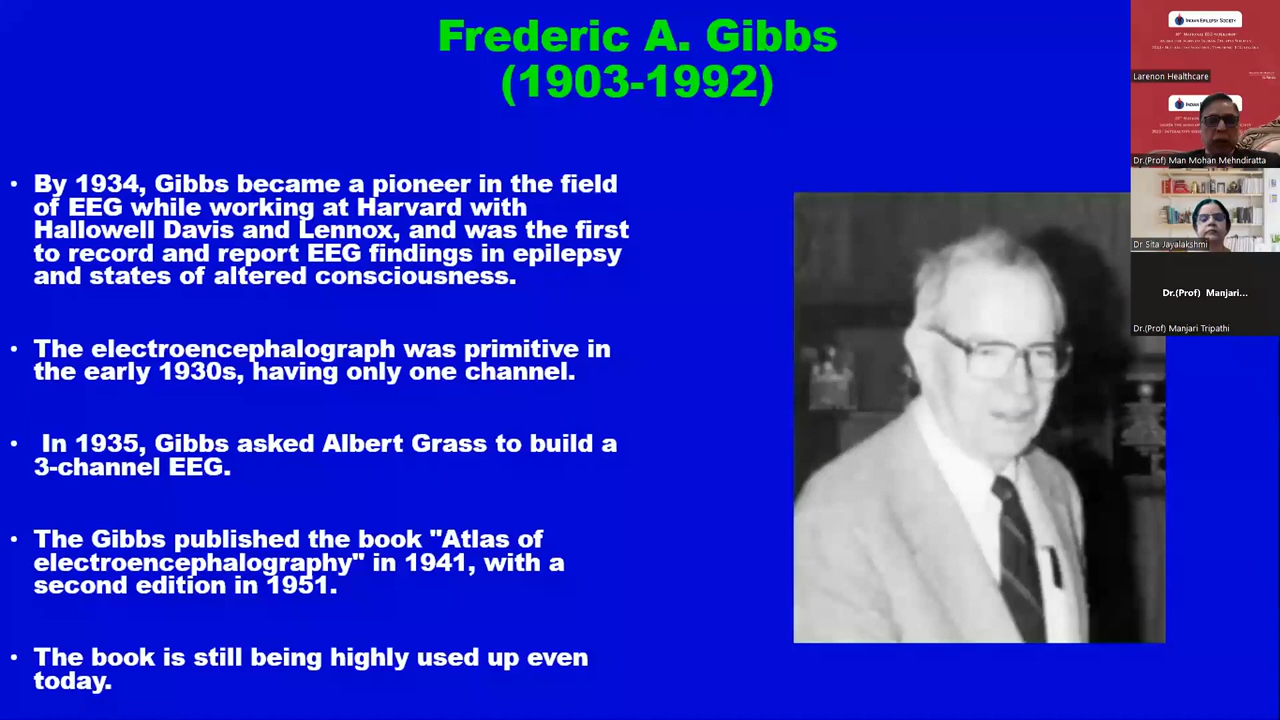 Frederic A. Gibbs
(1903-1992)
• By 1934, Gibbs became a pioneer in the field
of EEG while working at Harvard with
Hallowell Davis and Lennox, and was the first
to record and report EEG findings in epilepsy
and states of altered consciousness.
• The electroencephalograph was primitive in
the early 1930s, having only one channel.
• In 1935, Gibbs asked Albert Grass to build a
3-channel EEG.
• The Gibbs published the book "Atlas of
electroencephalography" in 1941, with a
second edition in 1951.
• The book is still being highly used up even
today.
Indian Epilepsy Society
Larenon Healthcare
Dr.(Prof) Man Mohan Mehndiratta
Dr Sita Jayalakshmi
Dr.(Prof) Manjari...
Dr.(Prof) Manjari Tripathi